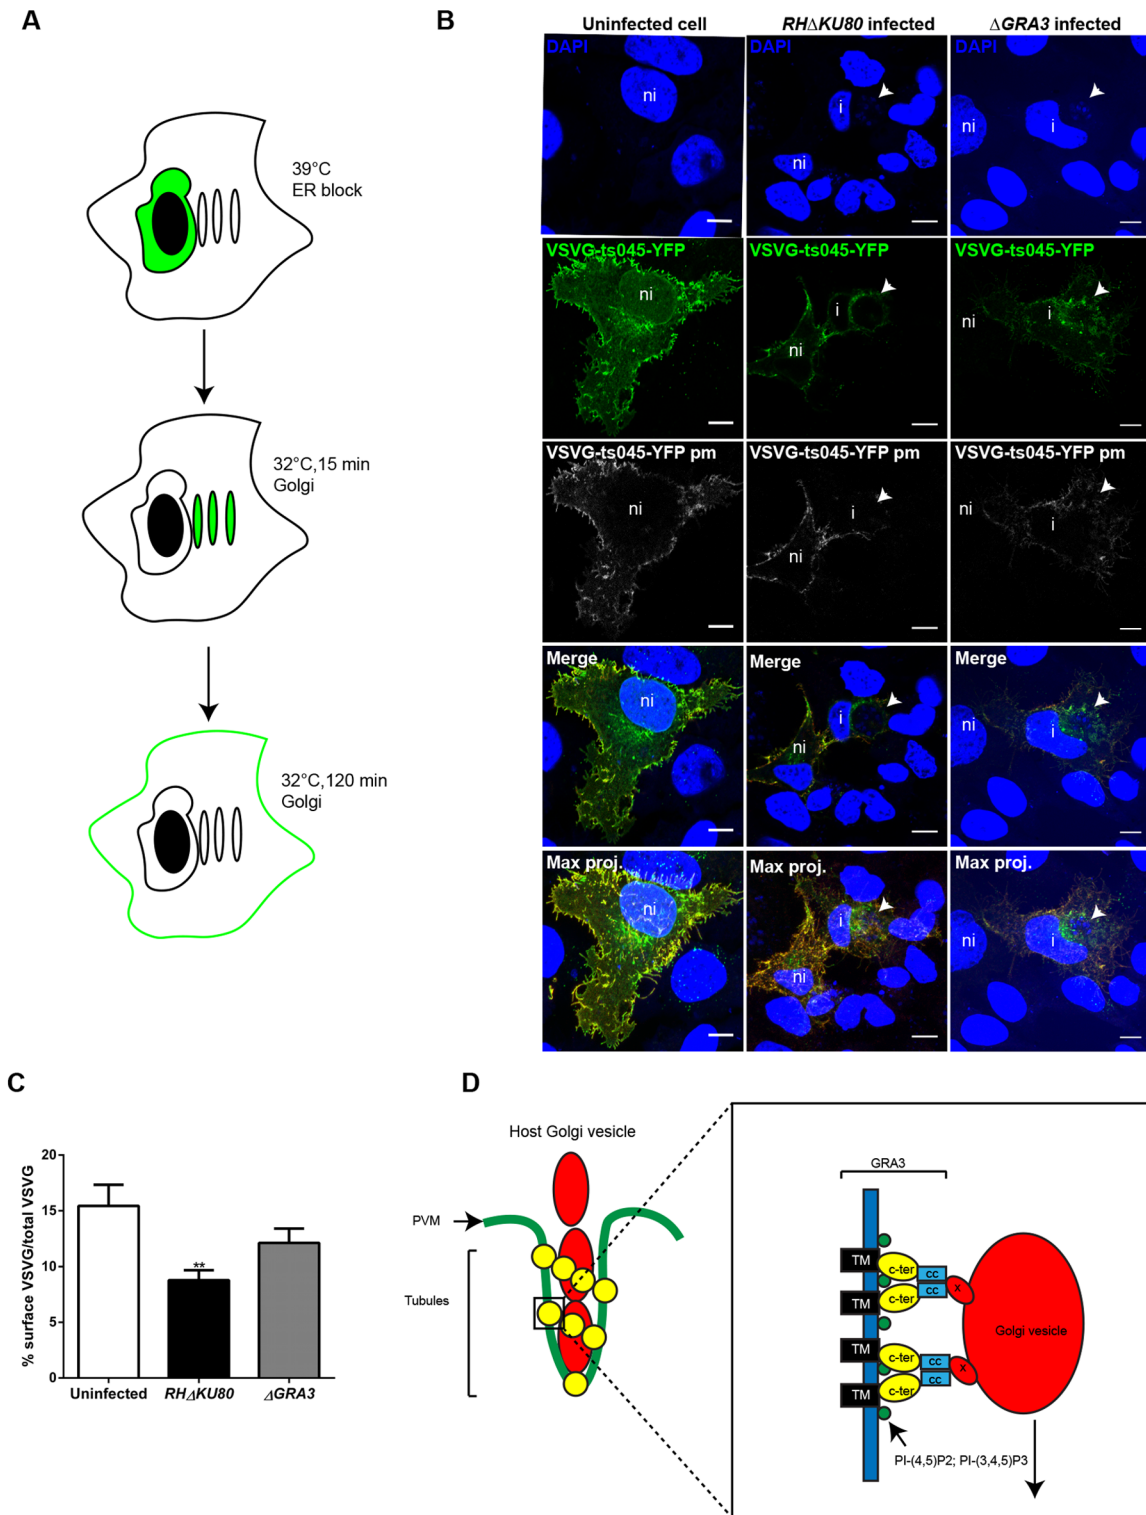 A
39°C
ER block
32°C,15 min
Golgi
32°C,120 min
Golgi
B
Uninfected cell
RHΔKU80 infected
ΔGRA3 infected
DAPI
ni
DAPI
i
ni
DAPI
ni
i
VSVG-ts045-YFP
ni
VSVG-ts045-YFP
i
ni
VSVG-ts045-YFP
i
ni
VSVG-ts045-YFP pm
ni
VSVG-ts045-YFP pm
i
ni
VSVG-ts045-YFP pm
ni
i
Merge
ni
Merge
i
ni
Merge
ni
i
Max proj.
ni
Max proj.
i
ni
Max proj.
ni
i
C
% surface VSVG/total VSVG
20
15
10
5
0
**
Uninfected
RHΔKU80
ΔGRA3
D
Host Golgi vesicle
PVM
Tubules
GRA3
TM
c-ter
cc
cc
x
TM
c-ter
Golgi vesicle
TM
c-ter
cc
cc
x
TM
c-ter
PI-(4,5)P2; PI-(3,4,5)P3